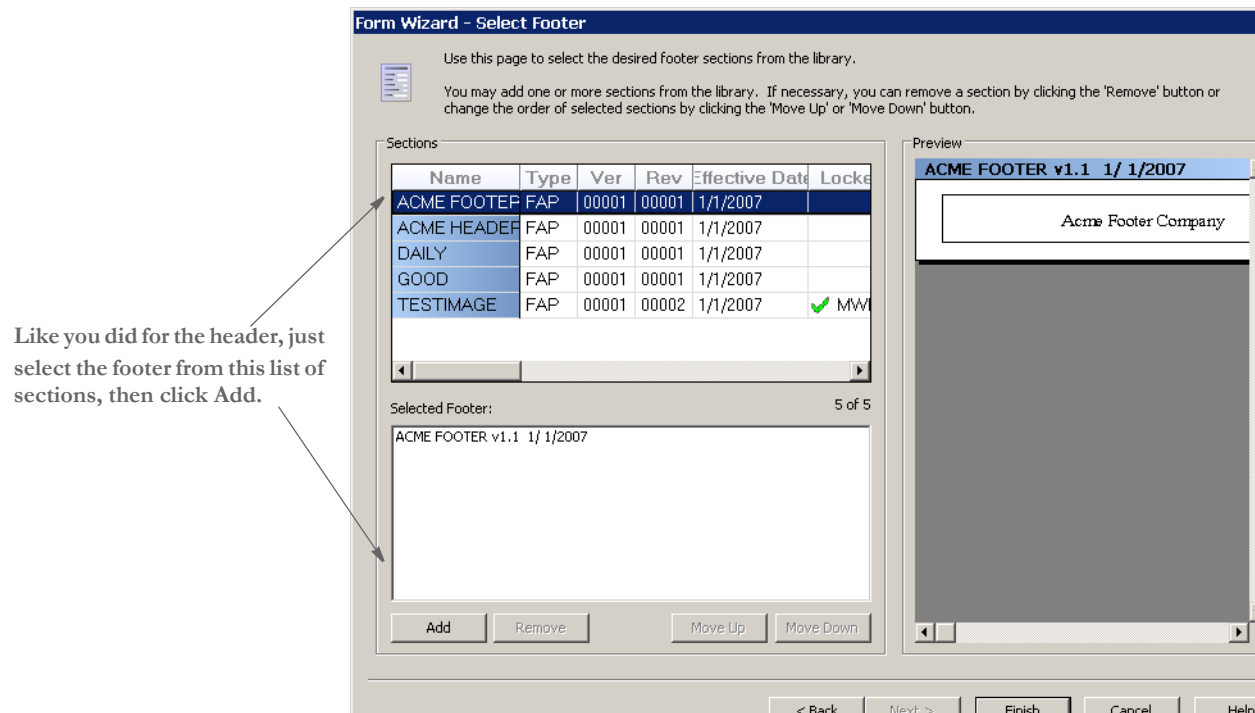 Form Wizard - Select Footer
Use this page to select the desired footer sections from the library.
You may add one or more sections from the library. If necessary, you can remove a section by clicking the 'Remove' button or
change the order of selected sections by clicking the 'Move Up' or 'Move Down' button.
Sections
Name Type Ver Rev Effective Date Locke
ACME FOOTER FAP 00001 00001 1/1/2007
ACME HEADER FAP 00001 00001 1/1/2007
DAILY FAP 00001 00001 1/1/2007
GOOD FAP 00001 00001 1/1/2007
TESTIMAGE FAP 00001 00002 1/1/2007 MWI
5 of 5
Selected Footer:
ACME FOOTER v1.1 1/ 1/2007
Add Remove Move Up Move Down
Preview
ACME FOOTER v1.1 1/ 1/2007
Acme Footer Company
Like you did for the header, just
select the footer from this list of
sections, then click Add.
< Back Next > Finish Cancel Help